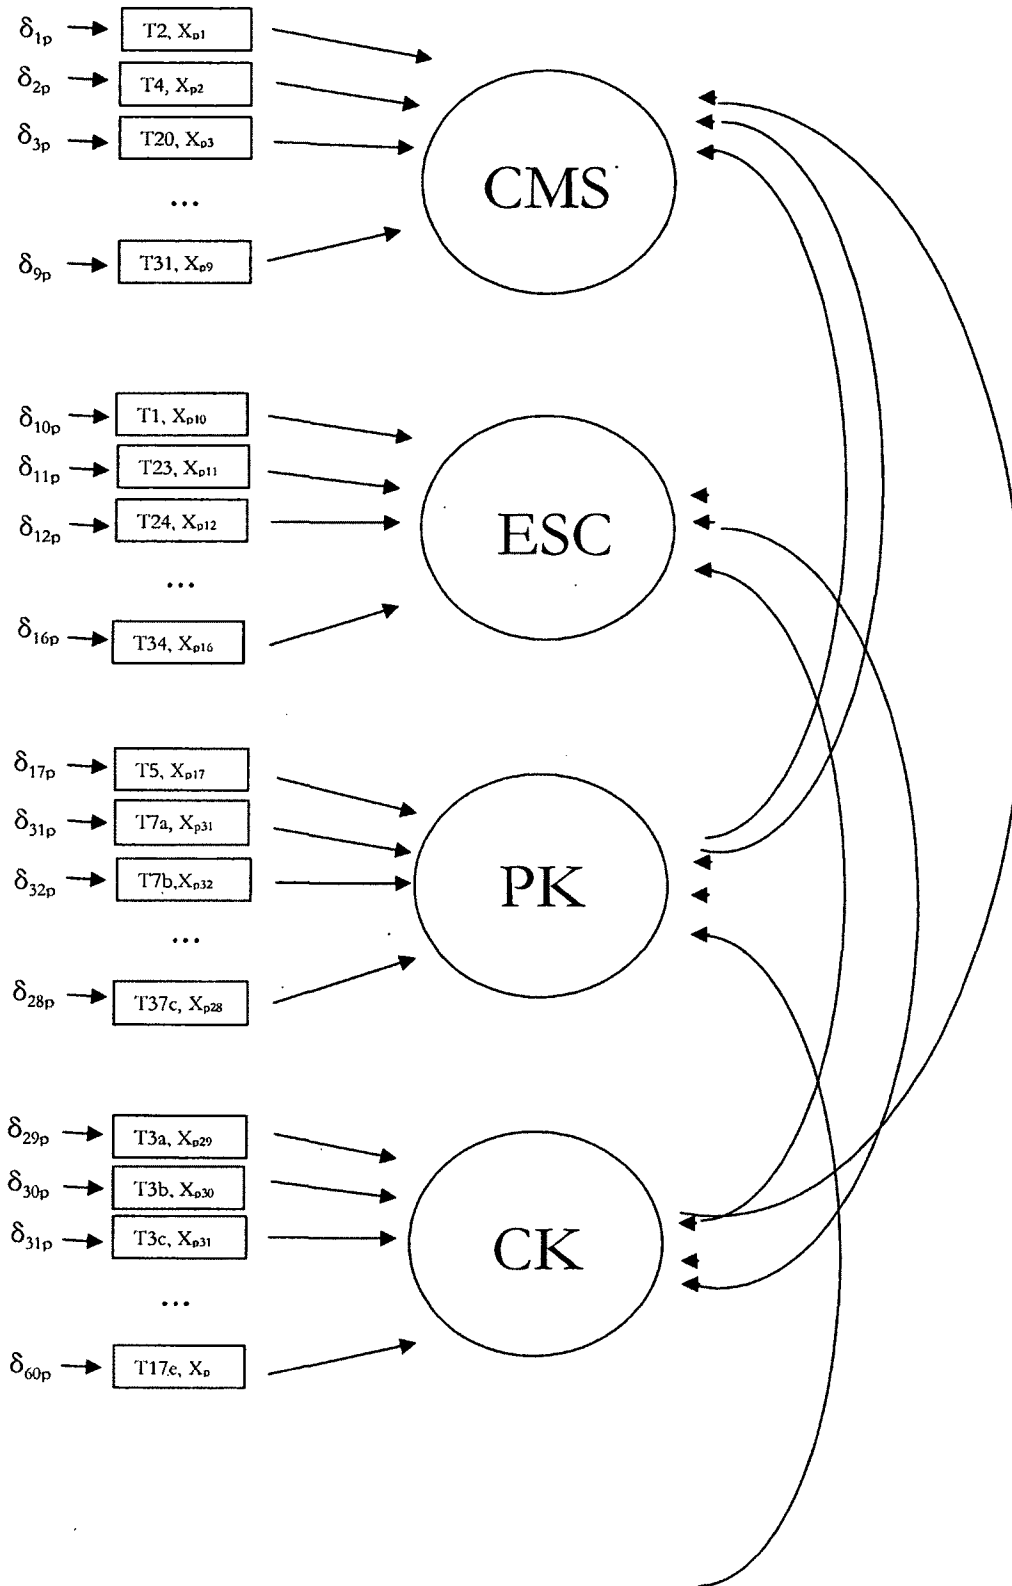 δ1p T2, Xp1
δ2p T4, Xp2
δ3p T20, Xp3
...
δ9p T31, Xp9
CMS
δ10p T1, Xp10
δ11p T23, Xp11
δ12p T24, Xp12
...
δ16p T34, Xp16
ESC
δ17p T5, Xp17
δ31p T7a, Xp31
δ32p T7b, Xp32
...
δ28p T37c, Xp28
PK
δ29p T3a, Xp29
δ30p T3b, Xp30
δ31p T3c, Xp31
...
δ60p T17e, Xp
CK